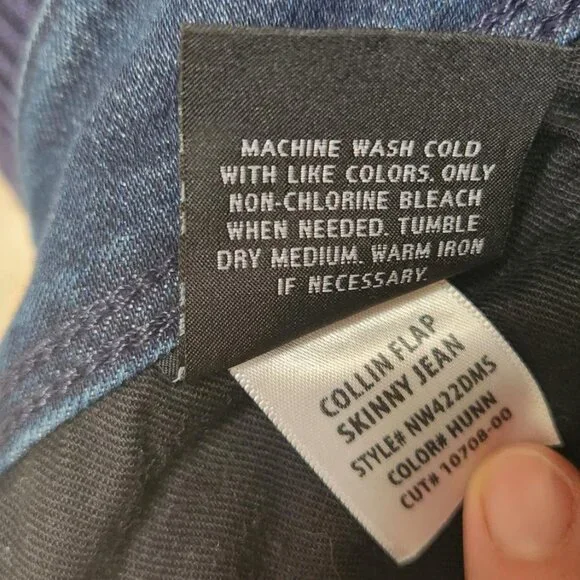 MACHINE WASH COLD
WITH LIKE COLORS. ONLY
NON-CHLORINE BLEACH
WHEN NEEDED. TUMBLE
DRY MEDIUM. WARM IRON
IF NECESSARY.
COLLIN FLAP
SKINNY JEAN
STYLE# NW422DMS
COLOR# HUNN
CUT# 10708-00